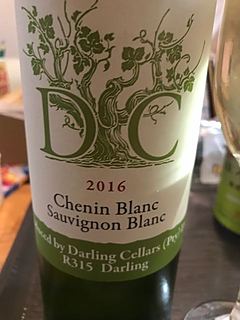 DC
2016
Chenin Blanc
Sauvignon Blanc
by Darling Cellars (Pty)
R315 Darling